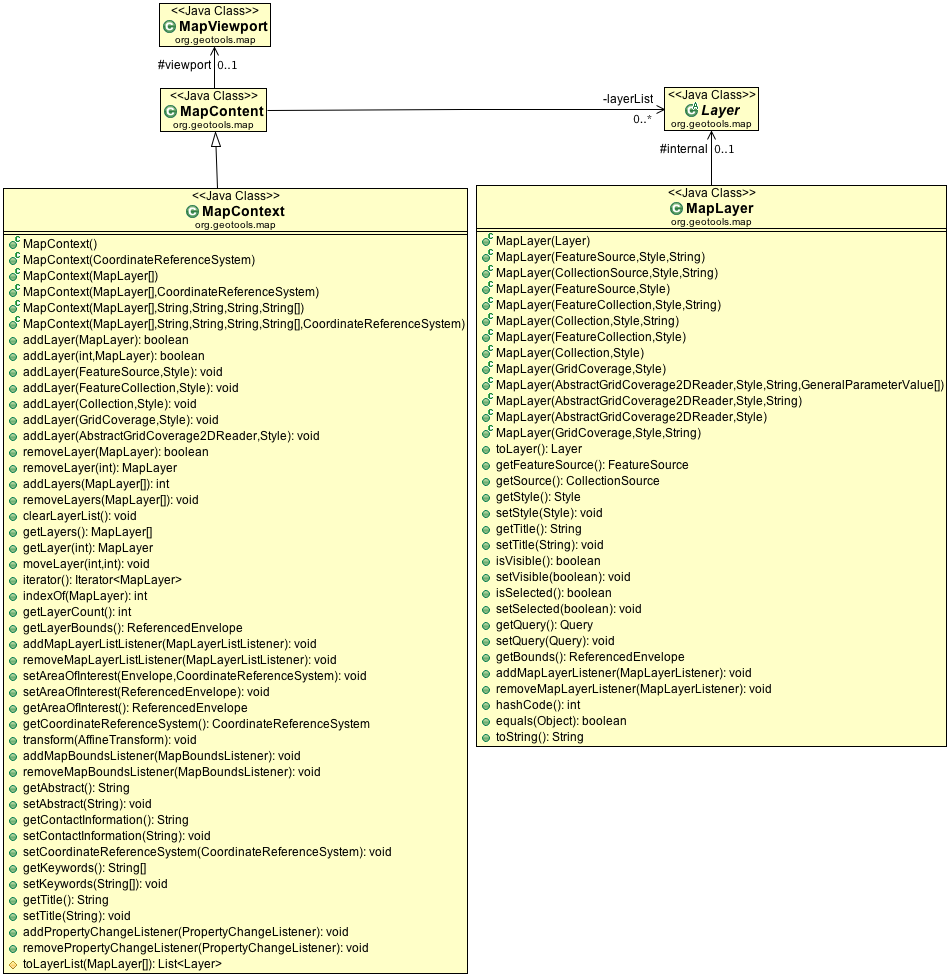 <<Java Class>>
MapViewport
org.geotools.map
#viewport 0..1
<<Java Class>>
MapContent
org.geotools.map
-layerList
0..*
<<Java Class>>
Layer
org.geotools.map
#internal 0..1
<<Java Class>>
MapContext
org.geotools.map
MapContext()
MapContext(CoordinateReferenceSystem)
MapContext(MapLayer[])
MapContext(MapLayer[],CoordinateReferenceSystem)
MapContext(MapLayer[],String,String,String,String[])
MapContext(MapLayer[],String,String,String,String[],CoordinateReferenceSystem)
addLayer(MapLayer): boolean
addLayer(int,MapLayer): boolean
addLayer(FeatureSource,Style): void
addLayer(FeatureCollection,Style): void
addLayer(Collection,Style): void
addLayer(GridCoverage,Style): void
addLayer(AbstractGridCoverage2DReader,Style): void
removeLayer(MapLayer): boolean
removeLayer(int): MapLayer
addLayers(MapLayer[]): int
removeLayers(MapLayer[]): void
clearLayerList(): void
getLayers(): MapLayer[]
getLayer(int): MapLayer
moveLayer(int,int): void
iterator(): Iterator<MapLayer>
indexOf(MapLayer): int
getLayerCount(): int
getLayerBounds(): ReferencedEnvelope
addMapLayerListListener(MapLayerListListener): void
removeMapLayerListListener(MapLayerListListener): void
setAreaOfInterest(Envelope,CoordinateReferenceSystem): void
setAreaOfInterest(ReferencedEnvelope): void
getAreaOfInterest(): ReferencedEnvelope
getCoordinateReferenceSystem(): CoordinateReferenceSystem
transform(AffineTransform): void
addMapBoundsListener(MapBoundsListener): void
removeMapBoundsListener(MapBoundsListener): void
getAbstract(): String
setAbstract(String): void
getContactInformation(): String
setContactInformation(String): void
setCoordinateReferenceSystem(CoordinateReferenceSystem): void
getKeywords(): String[]
setKeywords(String[]): void
getTitle(): String
setTitle(String): void
addPropertyChangeListener(PropertyChangeListener): void
removePropertyChangeListener(PropertyChangeListener): void
toLayerList(MapLayer[]): List<Layer>
<<Java Class>>
MapLayer
org.geotools.map
MapLayer(Layer)
MapLayer(FeatureSource,Style,String)
MapLayer(CollectionSource,Style,String)
MapLayer(FeatureSource,Style)
MapLayer(FeatureCollection,Style,String)
MapLayer(Collection,Style,String)
MapLayer(FeatureCollection,Style)
MapLayer(Collection,Style)
MapLayer(GridCoverage,Style)
MapLayer(AbstractGridCoverage2DReader,Style,String,GeneralParameterValue[])
MapLayer(AbstractGridCoverage2DReader,Style,String)
MapLayer(AbstractGridCoverage2DReader,Style)
MapLayer(GridCoverage,Style,String)
toLayer(): Layer
getFeatureSource(): FeatureSource
getSource(): CollectionSource
getStyle(): Style
setStyle(Style): void
getTitle(): String
setTitle(String): void
isVisible(): boolean
setVisible(boolean): void
isSelected(): boolean
setSelected(boolean): void
getQuery(): Query
setQuery(Query): void
getBounds(): ReferencedEnvelope
addMapLayerListener(MapLayerListener): void
removeMapLayerListener(MapLayerListener): void
hashCode(): int
equals(Object): boolean
toString(): String